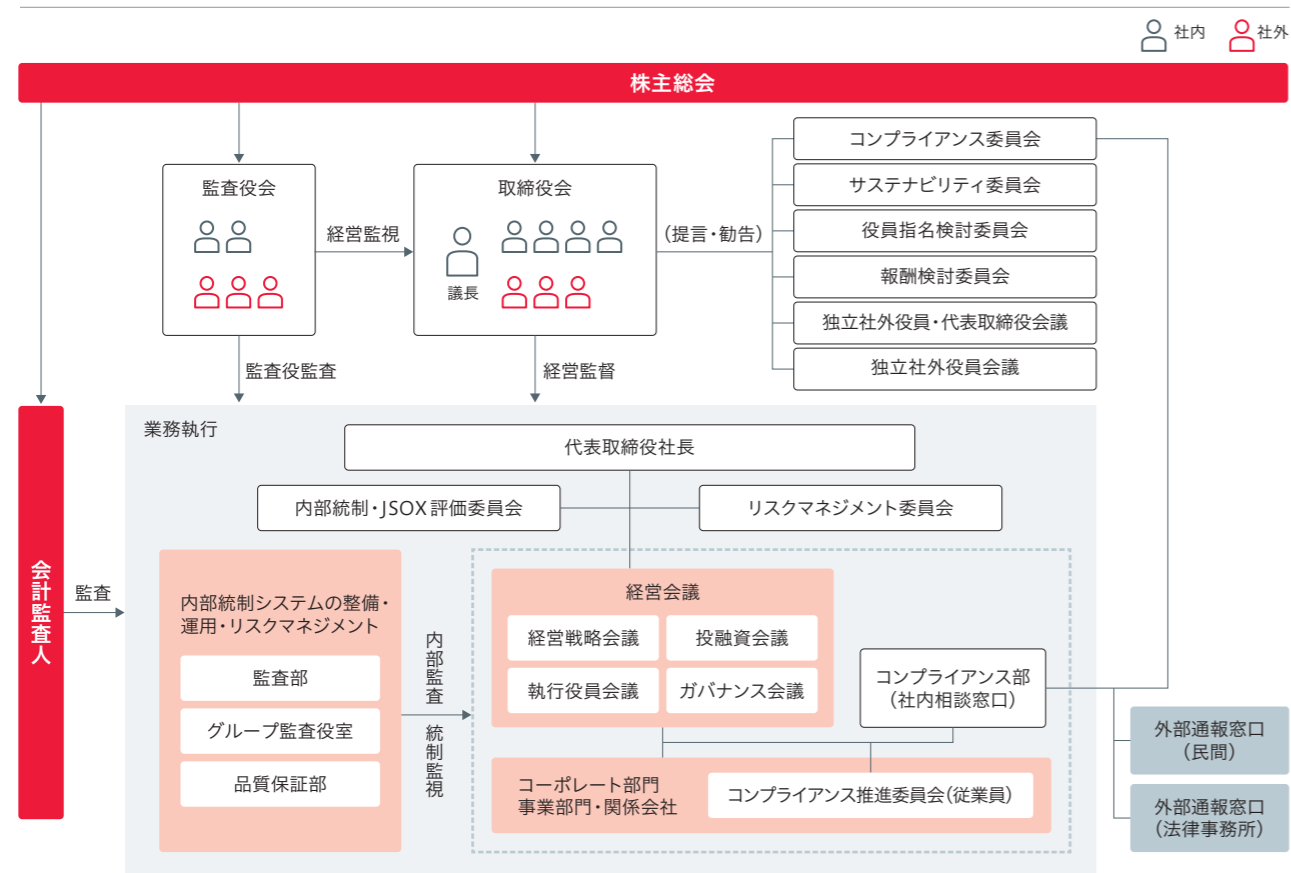 社内
社外
株主総会
監査役会
経営監視
取締役会
議長
(提言・勧告)
コンプライアンス委員会
サステナビリティ委員会
役員指名検討委員会
報酬検討委員会
独立社外役員・代表取締役会議
独立社外役員会議
監査役監査
経営監督
会計監査人
監査
業務執行
代表取締役社長
内部統制・JSOX評価委員会
リスクマネジメント委員会
内部統制システムの整備・
運用・リスクマネジメント
監査部
グループ監査役室
品質保証部
内部監査
統制監視
経営会議
経営戦略会議
投融資会議
執行役員会議
ガバナンス会議
コンプライアンス部
(社内相談窓口)
コーポレート部門
事業部門・関係会社
コンプライアンス推進委員会(従業員)
外部通報窓口
(民間)
外部通報窓口
(法律事務所)